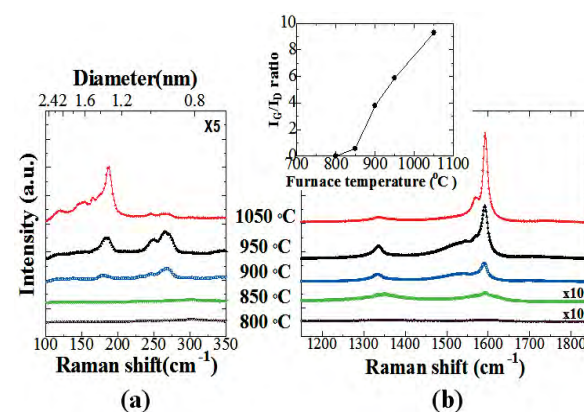 Diameter(nm)
2.42 1.6 1.2 0.8
X5
Intensity (a.u.)
100 150 200 250 300 350
Raman shift(cm⁻¹)
(a)
1050 °C
950 °C
900 °C
850 °C
800 °C
I_G/I_D ratio
10
8
6
4
2
0
700 800 900 1000 1100
Furnace temperature (⁰C)
x10
x10
1200 1300 1400 1500 1600 1700 1800
Raman shift (cm⁻¹)
(b)